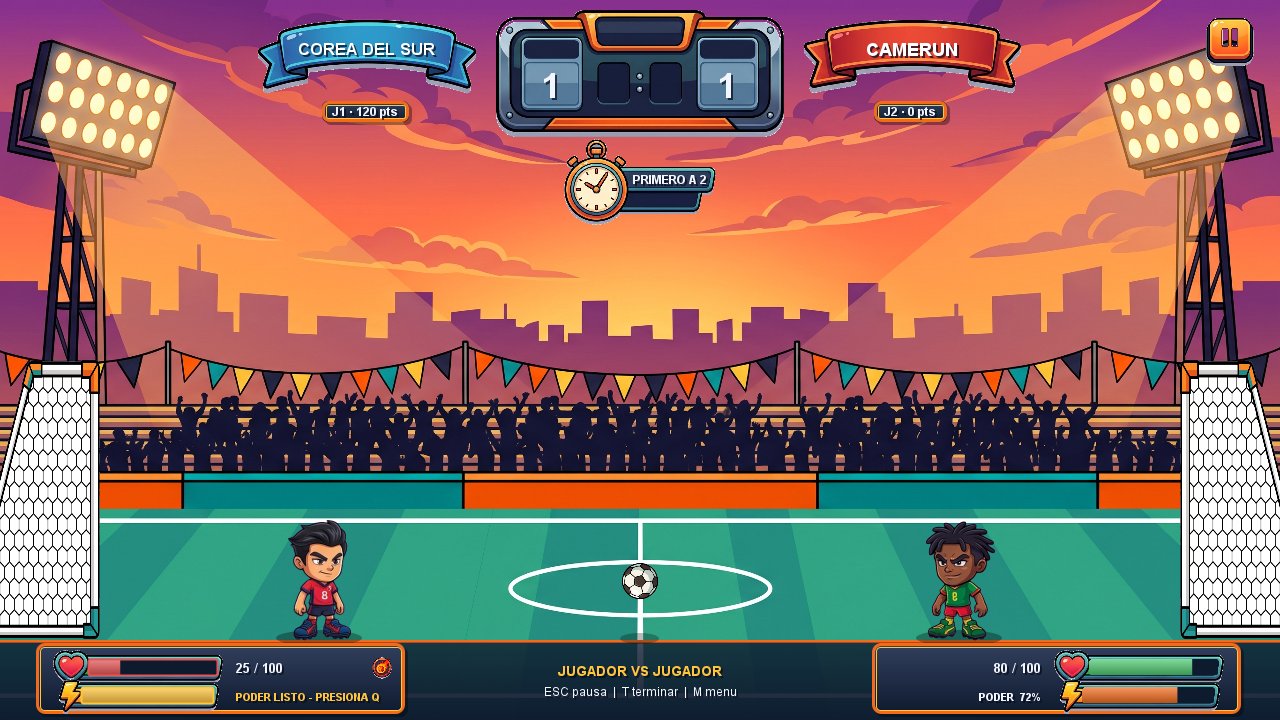 COREA DEL SUR
CAMERUN
1
:
1
J1 · 120 pts
J2 · 0 pts
PRIMERO A 2
8
8
25 / 100
PODER LISTO - PRESIONA Q
JUGADOR VS JUGADOR
ESC pausa | T terminar | M menu
80 / 100
PODER 72%